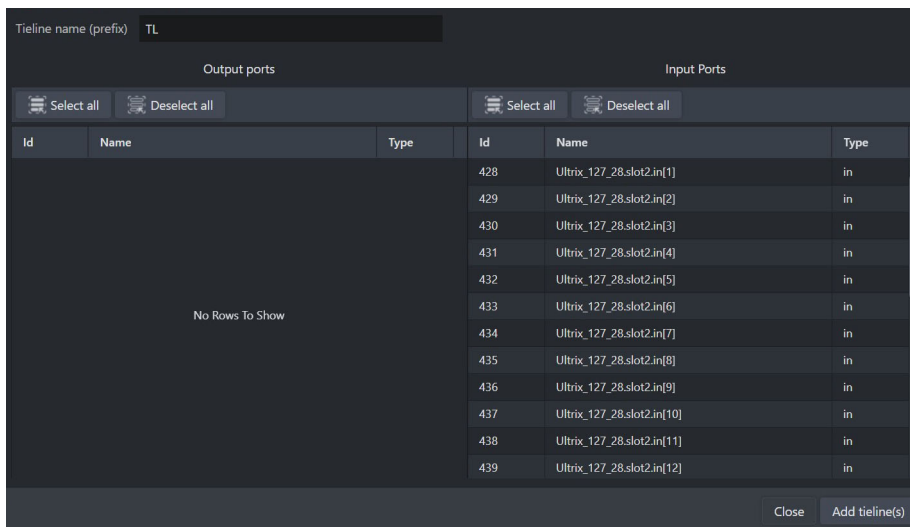 Tieline name (prefix) TL
Output ports Input Ports
Select all Deselect all Select all Deselect all
Id Name Type Id Name Type
428 Ultrix_127_28.slot2.in[1] in
429 Ultrix_127_28.slot2.in[2] in
430 Ultrix_127_28.slot2.in[3] in
431 Ultrix_127_28.slot2.in[4] in
432 Ultrix_127_28.slot2.in[5] in
433 Ultrix_127_28.slot2.in[6] in
No Rows To Show
434 Ultrix_127_28.slot2.in[7] in
435 Ultrix_127_28.slot2.in[8] in
436 Ultrix_127_28.slot2.in[9] in
437 Ultrix_127_28.slot2.in[10] in
438 Ultrix_127_28.slot2.in[11] in
439 Ultrix_127_28.slot2.in[12] in
Close Add tieline(s)